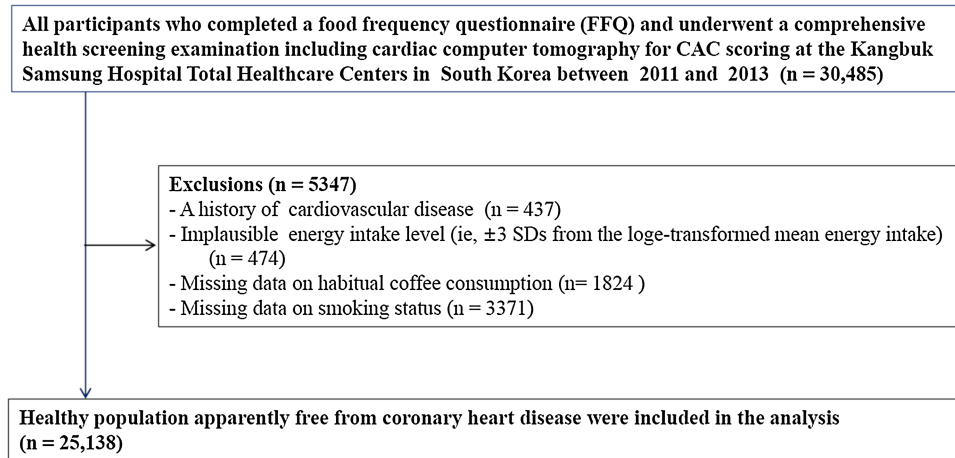 All participants who completed a food frequency questionnaire (FFQ) and underwent a comprehensive
health screening examination including cardiac computer tomography for CAC scoring at the Kangbuk
Samsung Hospital Total Healthcare Centers in South Korea between 2011 and 2013 (n = 30,485)
Exclusions (n = 5347)
- A history of cardiovascular disease (n = 437)
- Implausible energy intake level (ie, ±3 SDs from the loge-transformed mean energy intake)
(n = 474)
- Missing data on habitual coffee consumption (n= 1824 )
- Missing data on smoking status (n = 3371)
Healthy population apparently free from coronary heart disease were included in the analysis
(n = 25,138)